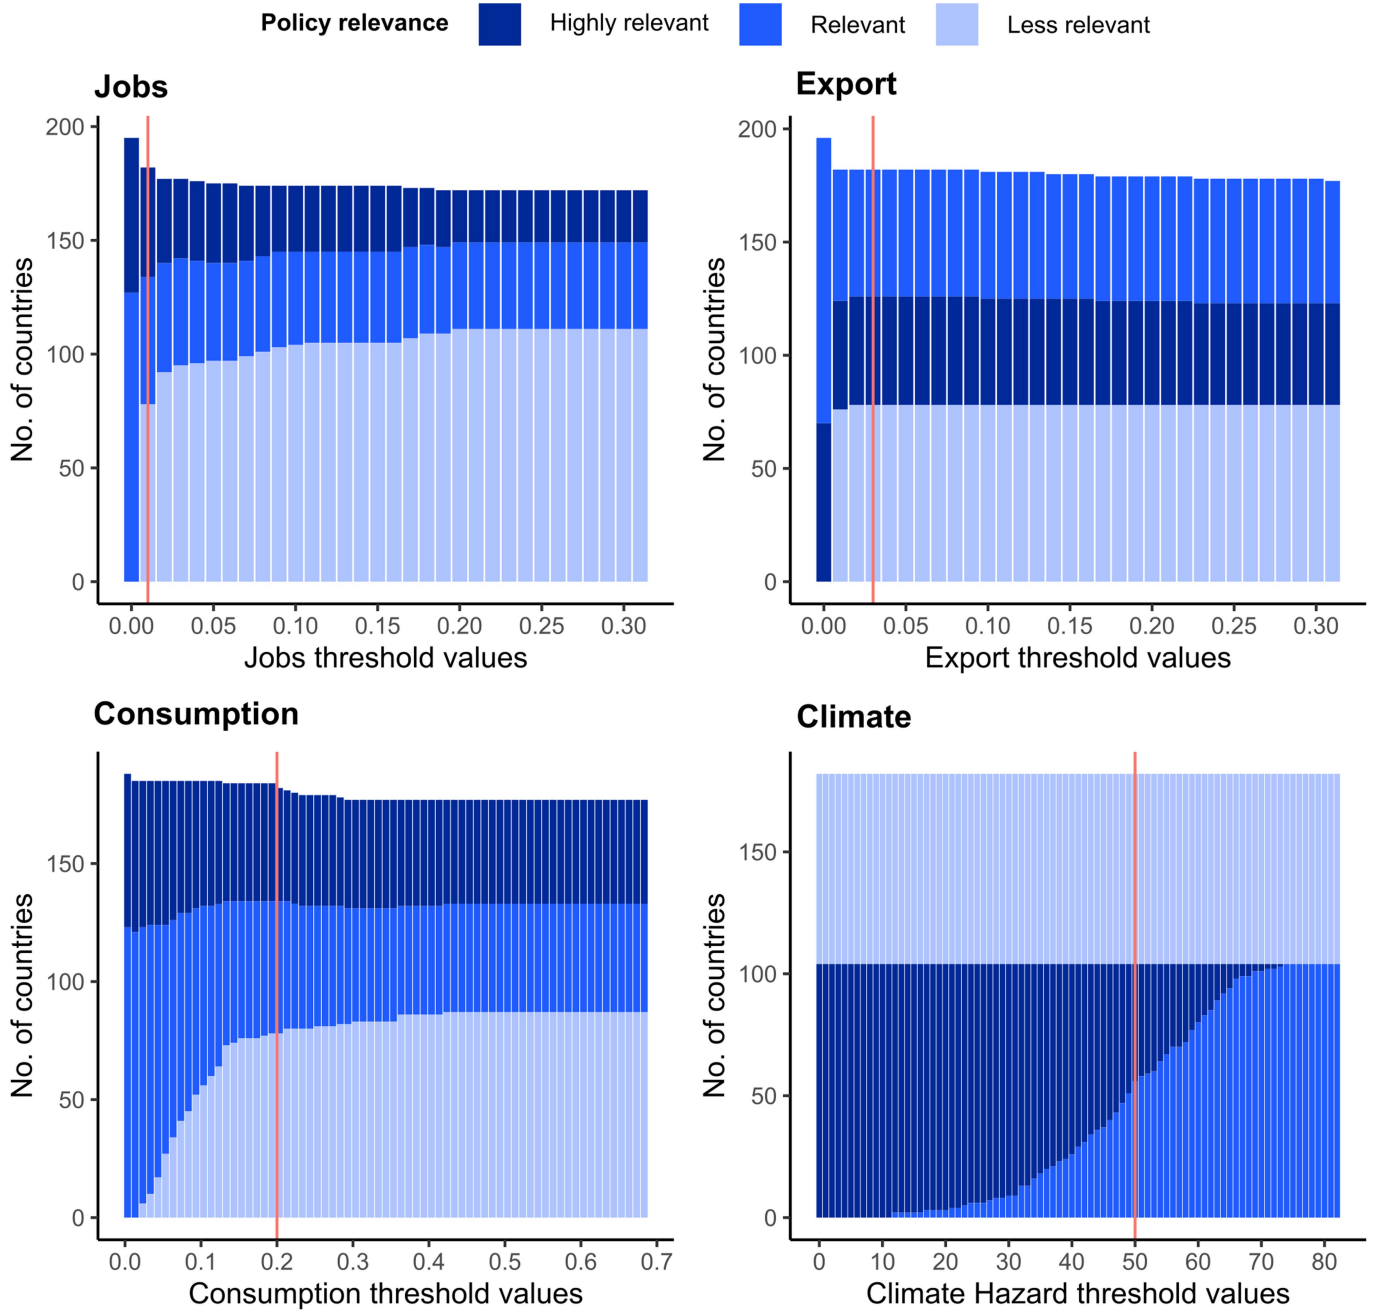 Policy relevance Highly relevant Relevant Less relevant
Jobs
No. of countries
200
150
100
50
0
0.00 0.05 0.10 0.15 0.20 0.25 0.30
Jobs threshold values
Export
No. of countries
200
150
100
50
0
0.00 0.05 0.10 0.15 0.20 0.25 0.30
Export threshold values
Consumption
No. of countries
150
100
50
0
0.0 0.1 0.2 0.3 0.4 0.5 0.6 0.7
Consumption threshold values
Climate
No. of countries
150
100
50
0
0 10 20 30 40 50 60 70 80
Climate Hazard threshold values